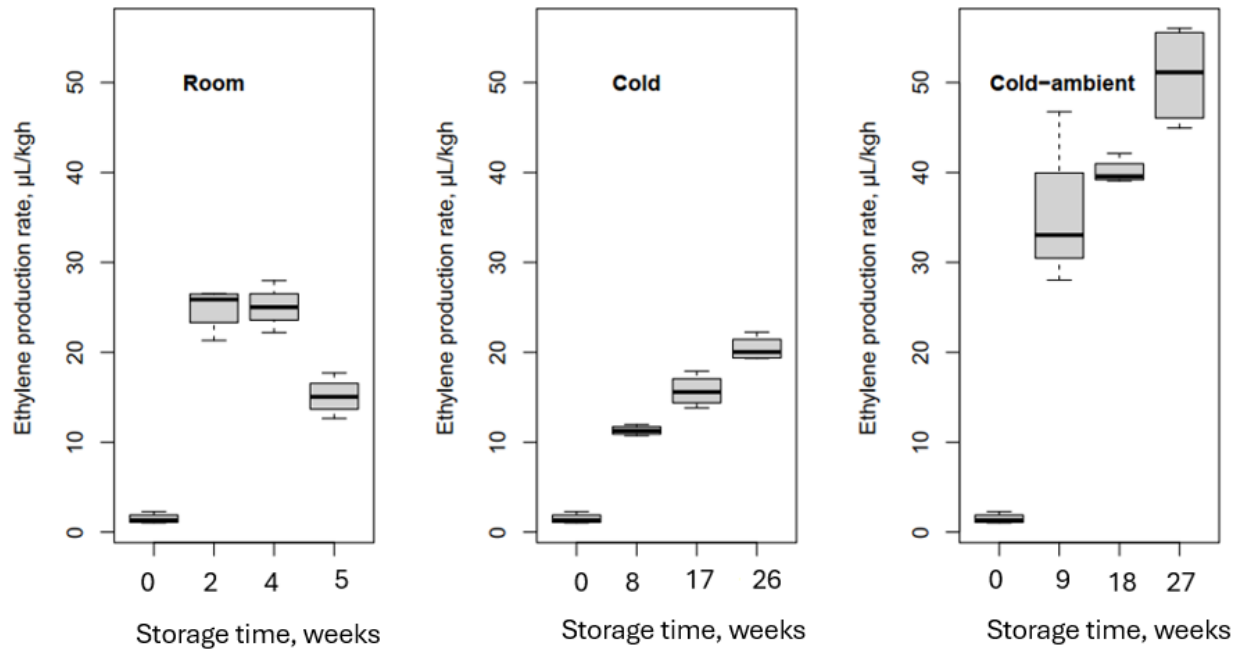 Room
Ethylene production rate, µL/kgh
0
10
20
30
40
50
0 2 4 5
Storage time, weeks
Cold
Ethylene production rate, µL/kgh
0
10
20
30
40
50
0 8 17 26
Storage time, weeks
Cold−ambient
Ethylene production rate, µL/kgh
0
10
20
30
40
50
0 9 18 27
Storage time, weeks